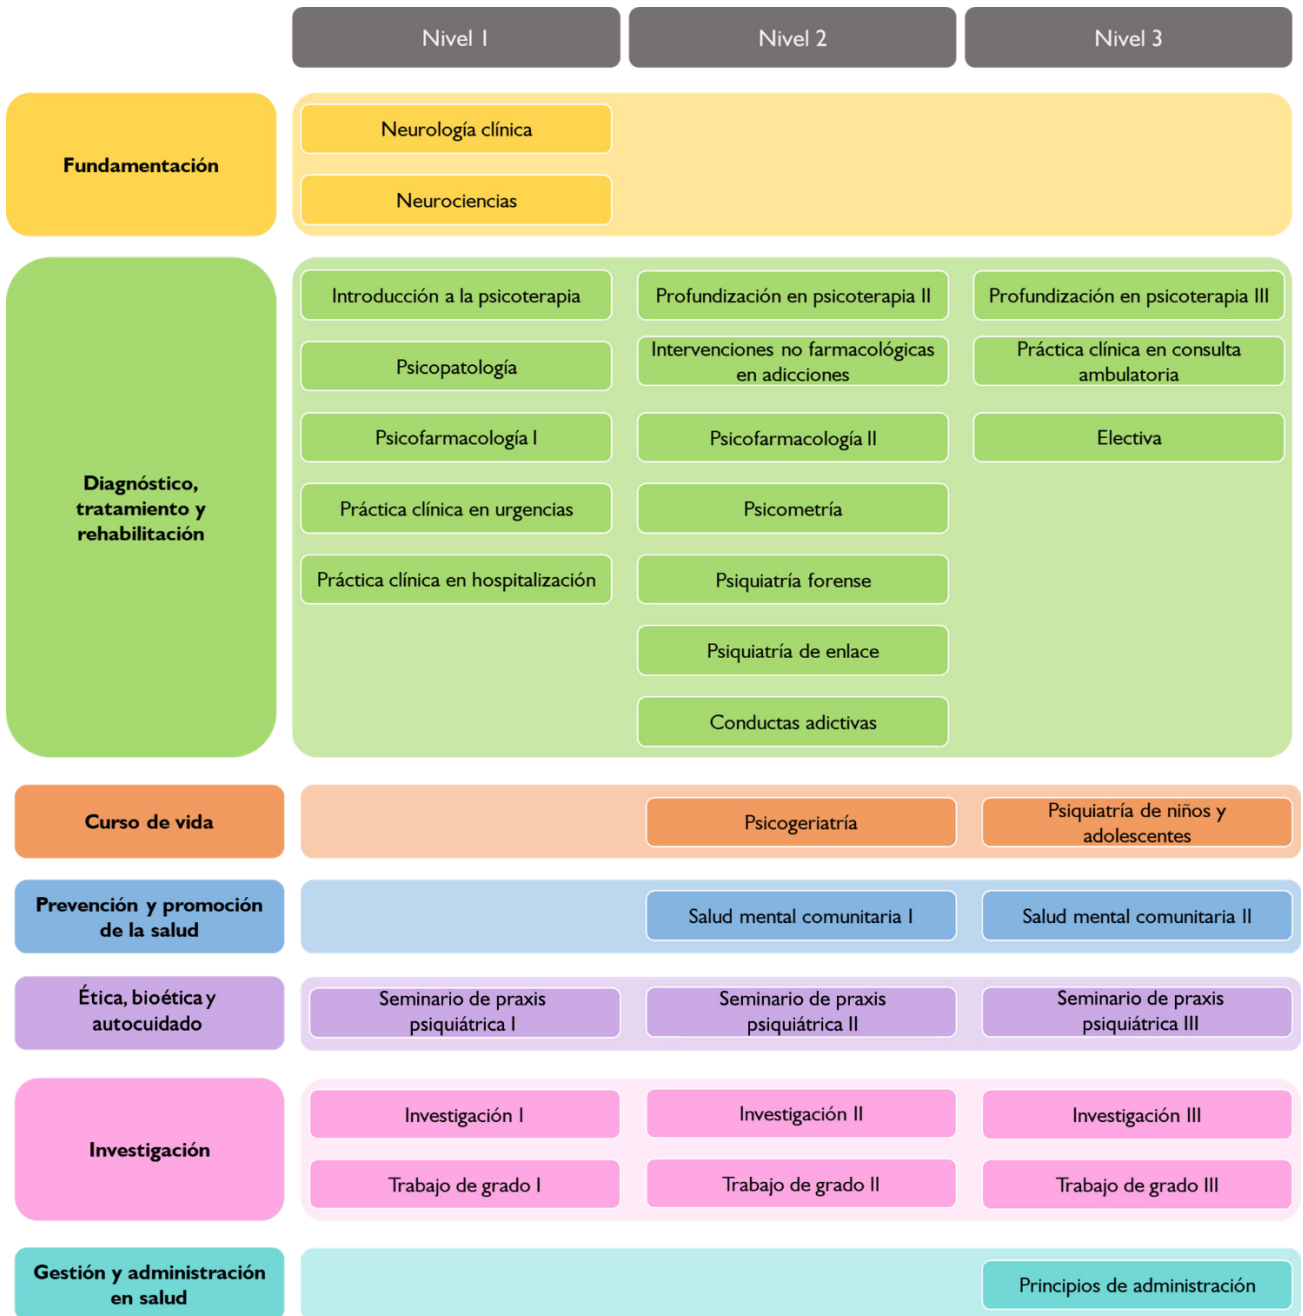 Nivel 1
Nivel 2
Nivel 3
Fundamentación
Neurología clínica
Neurociencias
Diagnóstico,
tratamiento y
rehabilitación
Introducción a la psicoterapia
Profundización en psicoterapia II
Profundización en psicoterapia III
Psicopatología
Intervenciones no farmacológicas
en adicciones
Práctica clínica en consulta
ambulatoria
Psicofarmacología I
Psicofarmacología II
Electiva
Práctica clínica en urgencias
Psicometría
Práctica clínica en hospitalización
Psiquiatría forense
Psiquiatría de enlace
Conductas adictivas
Curso de vida
Psicogeriatría
Psiquiatría de niños y
adolescentes
Prevención y promoción
de la salud
Salud mental comunitaria I
Salud mental comunitaria II
Ética, bioética y
autocuidado
Seminario de praxis
psiquiátrica I
Seminario de praxis
psiquiátrica II
Seminario de praxis
psiquiátrica III
Investigación
Investigación I
Investigación II
Investigación III
Trabajo de grado I
Trabajo de grado II
Trabajo de grado III
Gestión y administración
en salud
Principios de administración